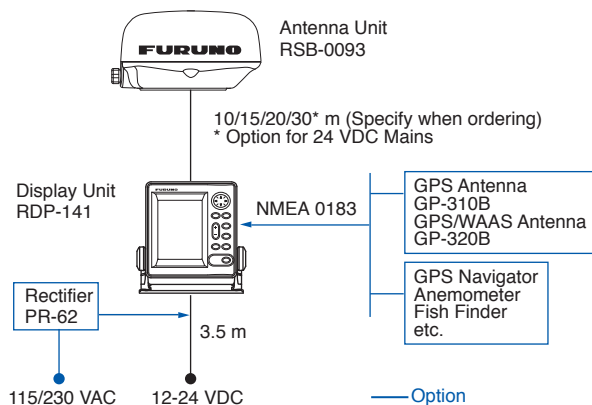 Antenna Unit
RSB-0093
FURUNO
10/15/20/30* m (Specify when ordering)
* Option for 24 VDC Mains
Display Unit
RDP-141
FURUNO
NMEA 0183
GPS Antenna
GP-310B
GPS/WAAS Antenna
GP-320B
GPS Navigator
Anemometer
Fish Finder
etc.
Rectifier
PR-62
3.5 m
115/230 VAC
12-24 VDC
Option